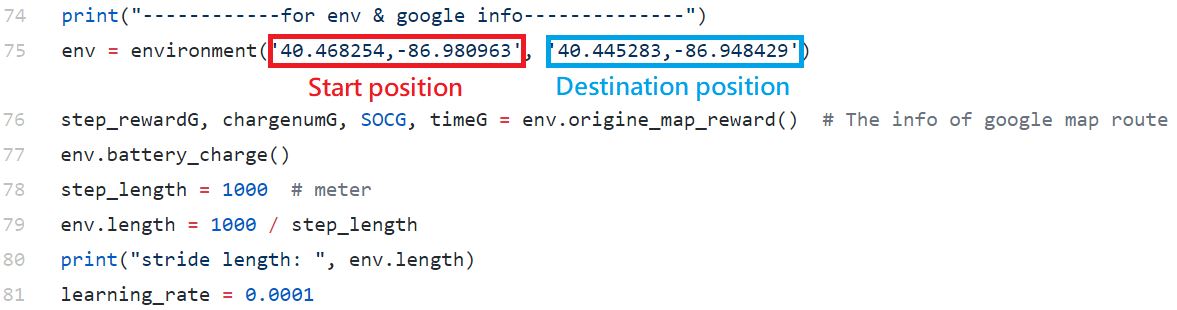 74 print("------------for env & google info--------------")
75 env = environment('40.468254,-86.980963', '40.445283,-86.948429')
Start position Destination position
76 step_rewardG, chargenumG, SOCG, timeG = env.origine_map_reward() # The info of google map route
77 env.battery_charge()
78 step_length = 1000 # meter
79 env.length = 1000 / step_length
80 print("stride length: ", env.length)
81 learning_rate = 0.0001